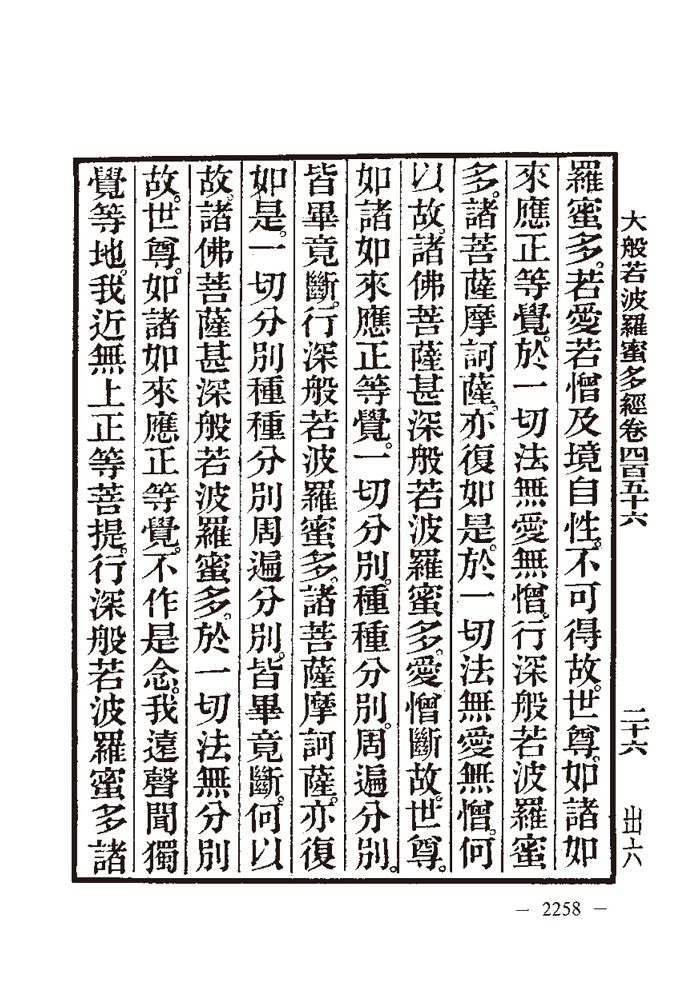 大般若波羅蜜多經卷四百五十六 二十六 出六
羅蜜多。若愛若憎及境自性。不可得故。世尊。如諸如
來應正等覺。於一切法無愛無憎。行深般若波羅蜜
多。諸菩薩摩訶薩。亦復如是。於一切法無愛無憎。何
以故。諸佛菩薩甚深般若波羅蜜多。愛憎斷故。世尊。
如諸如來應正等覺。一切分別。種種分別。周遍分別。
皆畢竟斷。行深般若波羅蜜多。諸菩薩摩訶薩。亦復
如是。一切分別種種分別周遍分別。皆畢竟斷。何以
故。諸佛菩薩甚深般若波羅蜜多。於一切法無分別
故。世尊。如諸如來應正等覺。不作是念。我遠聲聞獨
覺等地。我近無上正等菩提。行深般若波羅蜜多諸
— 2258 —